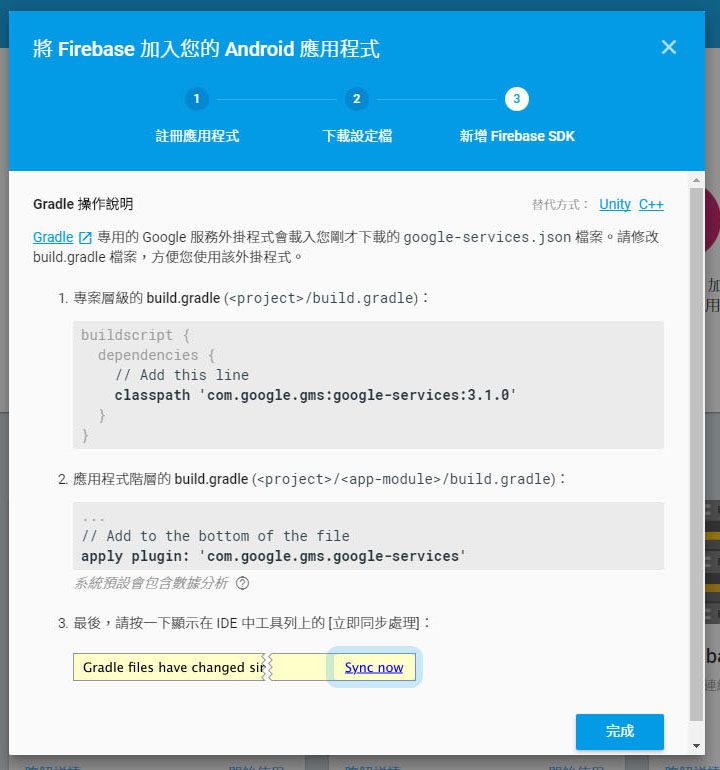 將 Firebase 加入您的 Android 應用程式
1
2
3
註冊應用程式
下載設定檔
新增 Firebase SDK
Gradle 操作說明
替代方式： Unity C++
Gradle 專用的 Google 服務外掛程式會載入您剛才下載的 google-services.json 檔案。請修改
build.gradle 檔案，方便您使用該外掛程式。
1. 專案層級的 build.gradle (<project>/build.gradle)：
buildscript {
dependencies {
// Add this line
classpath 'com.google.gms:google-services:3.1.0'
}
}
2. 應用程式階層的 build.gradle (<project>/<app-module>/build.gradle)：
...
// Add to the bottom of the file
apply plugin: 'com.google.gms.google-services'
系統預設會包含數據分析 ?
3. 最後，請按一下顯示在 IDE 中工具列上的 [立即同步處理]：
Gradle files have changed sin
Sync now
完成
加
用